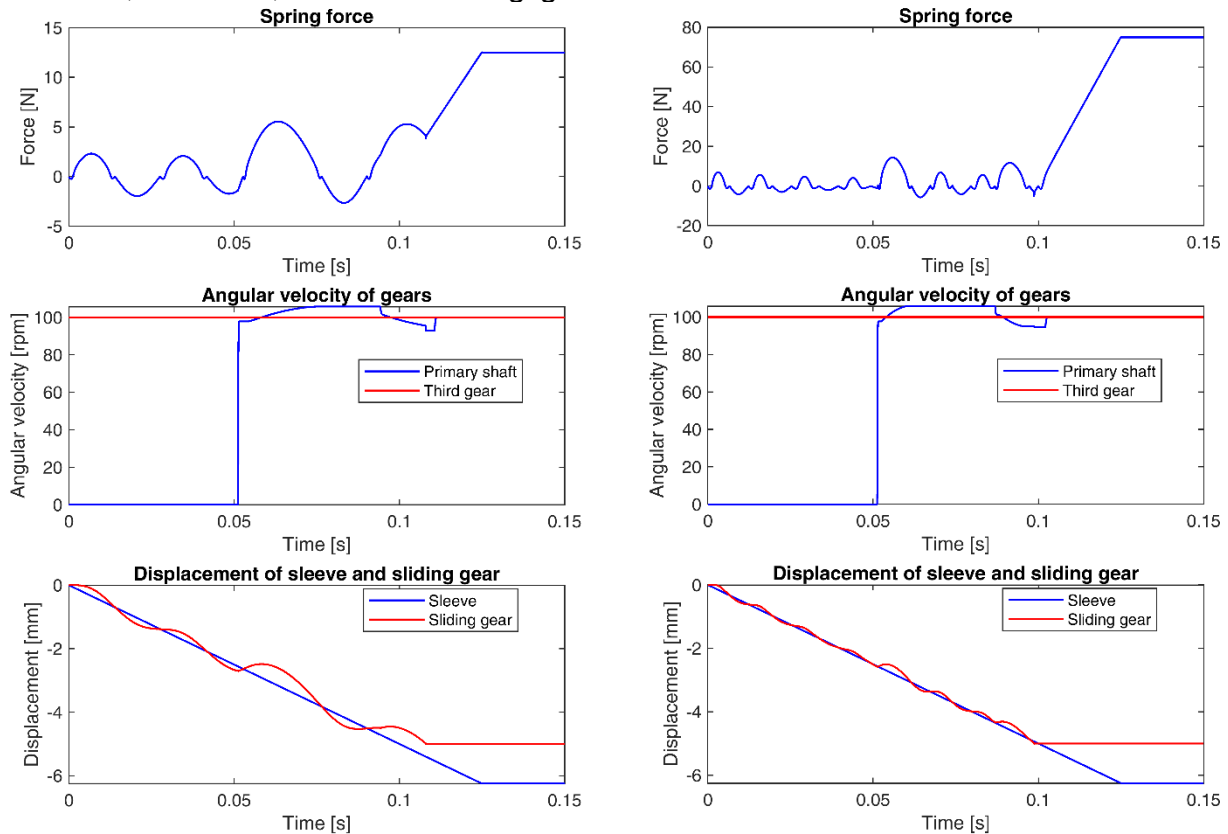 Spring force
Force [N]
15
10
5
0
-5
0 0.05 0.1 0.15
Time [s]
Angular velocity of gears
Angular velocity [rpm]
100
80
60
40
20
0
Primary shaft
Third gear
0 0.05 0.1 0.15
Time [s]
Displacement of sleeve and sliding gear
Displacement [mm]
0
-2
-4
-6
Sleeve
Sliding gear
0 0.05 0.1 0.15
Time [s]
Spring force
Force [N]
80
60
40
20
0
-20
0 0.05 0.1 0.15
Time [s]
Angular velocity of gears
Angular velocity [rpm]
100
80
60
40
20
0
Primary shaft
Third gear
0 0.05 0.1 0.15
Time [s]
Displacement of sleeve and sliding gear
Displacement [mm]
0
-2
-4
-6
Sleeve
Sliding gear
0 0.05 0.1 0.15
Time [s]